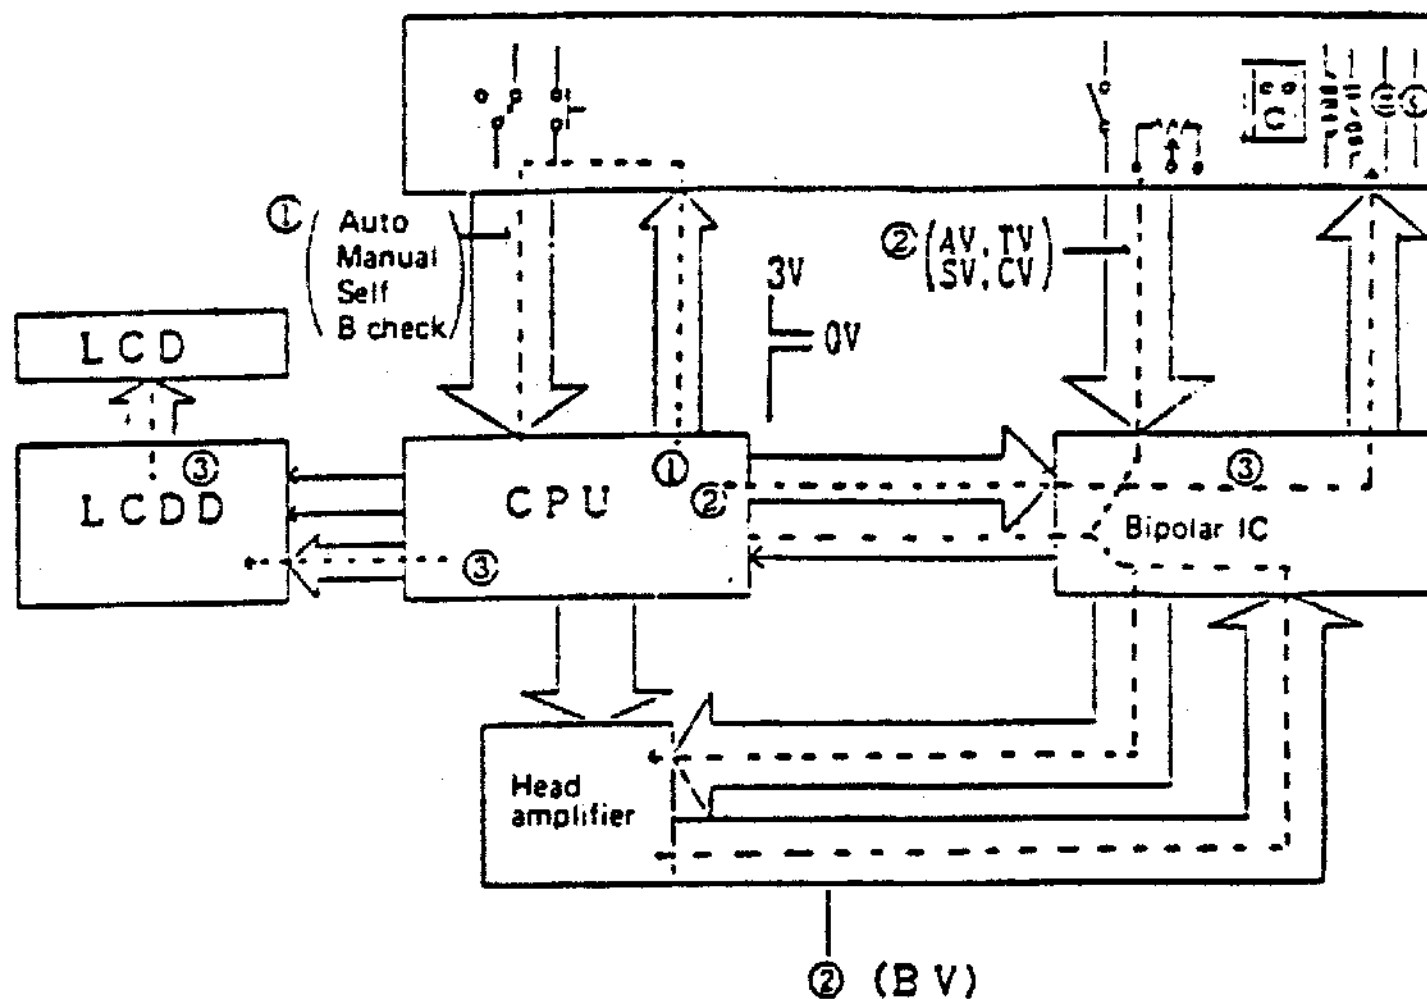 ① Auto
Manual
Self
B check
② (AV, TV
SV, CV)
3V
0V
LCD
③
LCDD
①
CPU
②
③
③
Bipolar IC
Head
amplifier
② (BV)